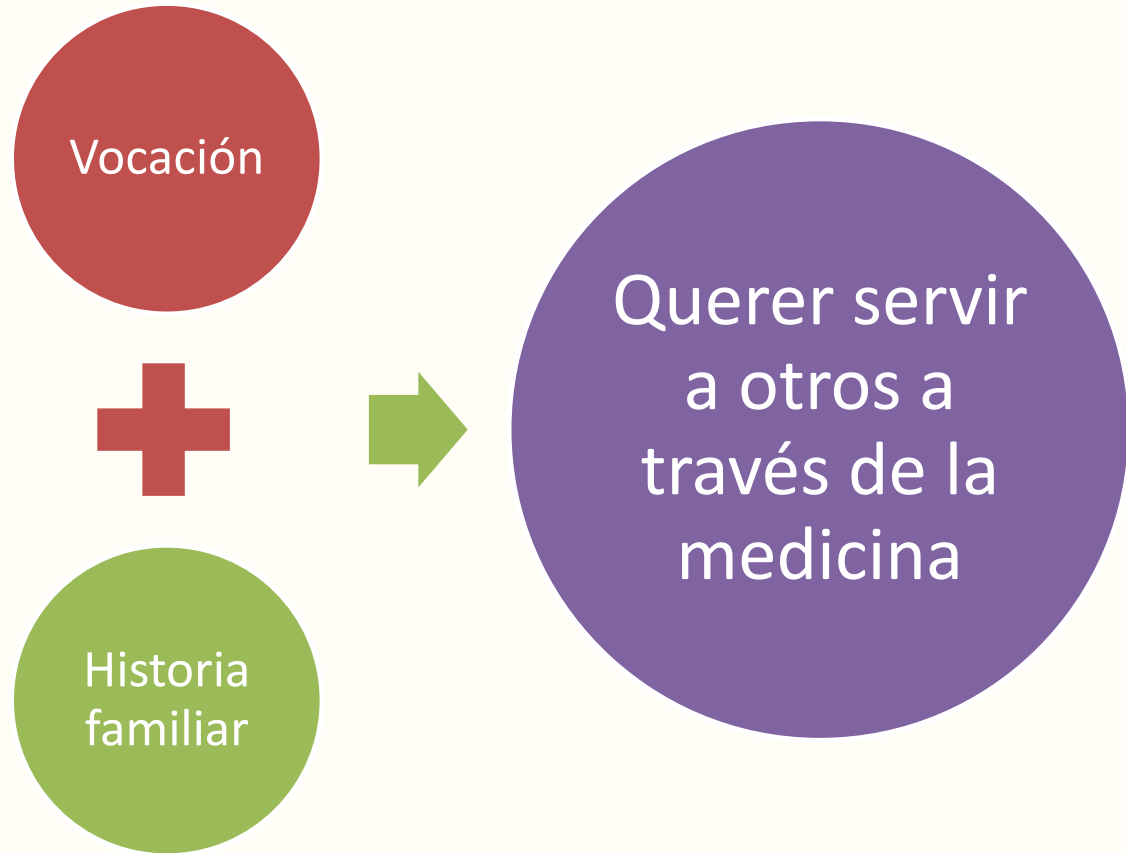 Vocación
Historia
familiar
Querer servir
a otros a
través de la
medicina